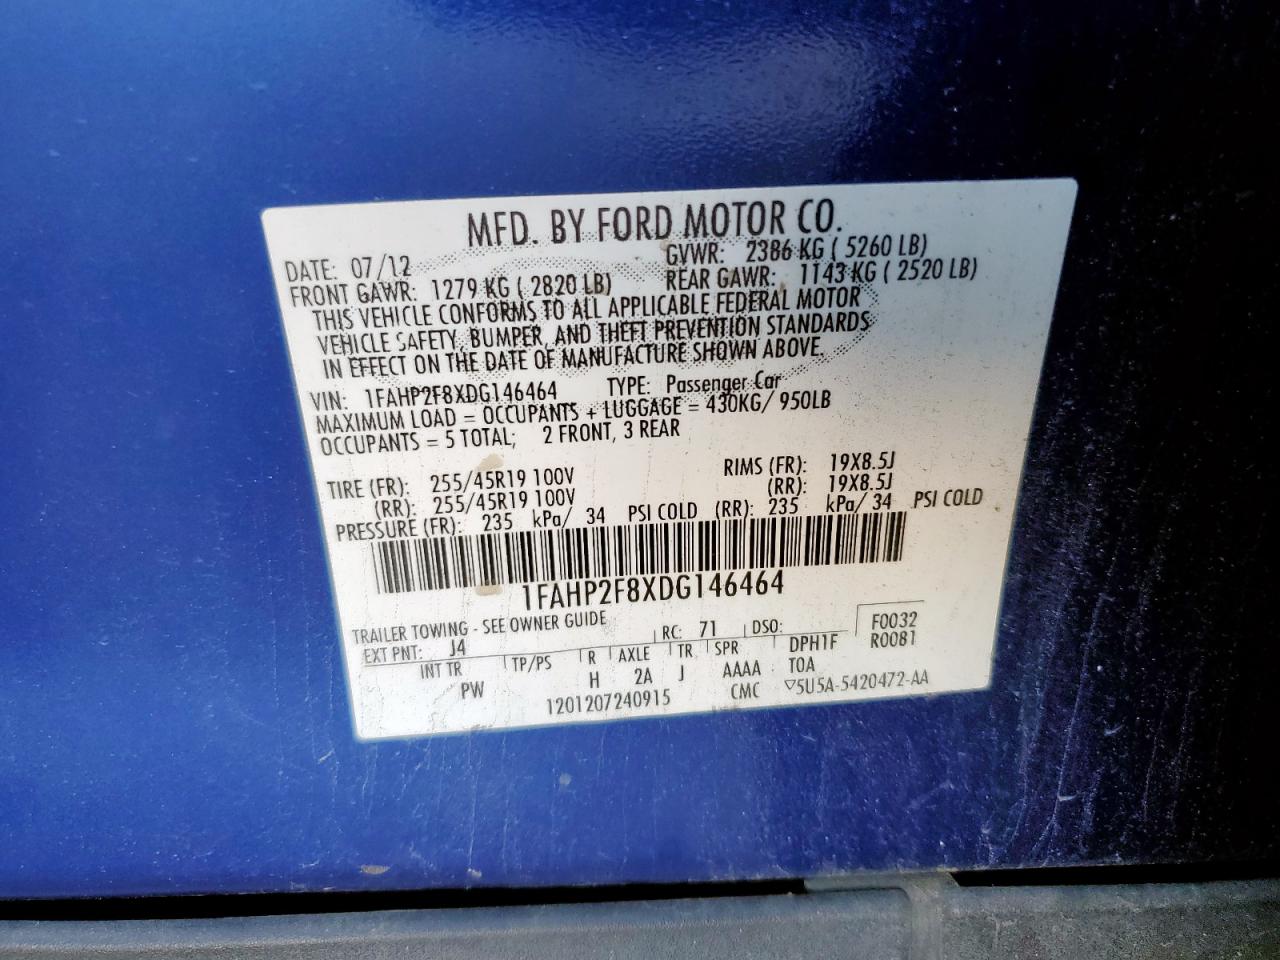 MFD. BY FORD MOTOR CO.
DATE: 07/12 GVWR: 2386 KG ( 5260 LB)
FRONT GAWR: 1279 KG ( 2820 LB) REAR GAWR: 1143 KG ( 2520 LB)
THIS VEHICLE CONFORMS TO ALL APPLICABLE FEDERAL MOTOR
VEHICLE SAFETY, BUMPER, AND THEFT PREVENTION STANDARDS
IN EFFECT ON THE DATE OF MANUFACTURE SHOWN ABOVE.
VIN: 1FAHP2F8XDG146464 TYPE: Passenger Car
MAXIMUM LOAD = OCCUPANTS + LUGGAGE = 430KG/ 950LB
OCCUPANTS = 5 TOTAL; 2 FRONT, 3 REAR
TIRE (FR): 255/45R19 100V RIMS (FR): 19X8.5J
(RR): 255/45R19 100V (RR): 19X8.5J
PRESSURE (FR): 235 kPa/ 34 PSI COLD (RR): 235 kPa/ 34 PSI COLD
1FAHP2F8XDG146464
TRAILER TOWING - SEE OWNER GUIDE
EXT PNT: J4 RC: 71 DSO: F0032
INT TR TP/PS R AXLE TR SPR DPH1F R0081
PW H 2A J AAAA TOA
1201207240915 CMC ▽5U5A-5420472-AA